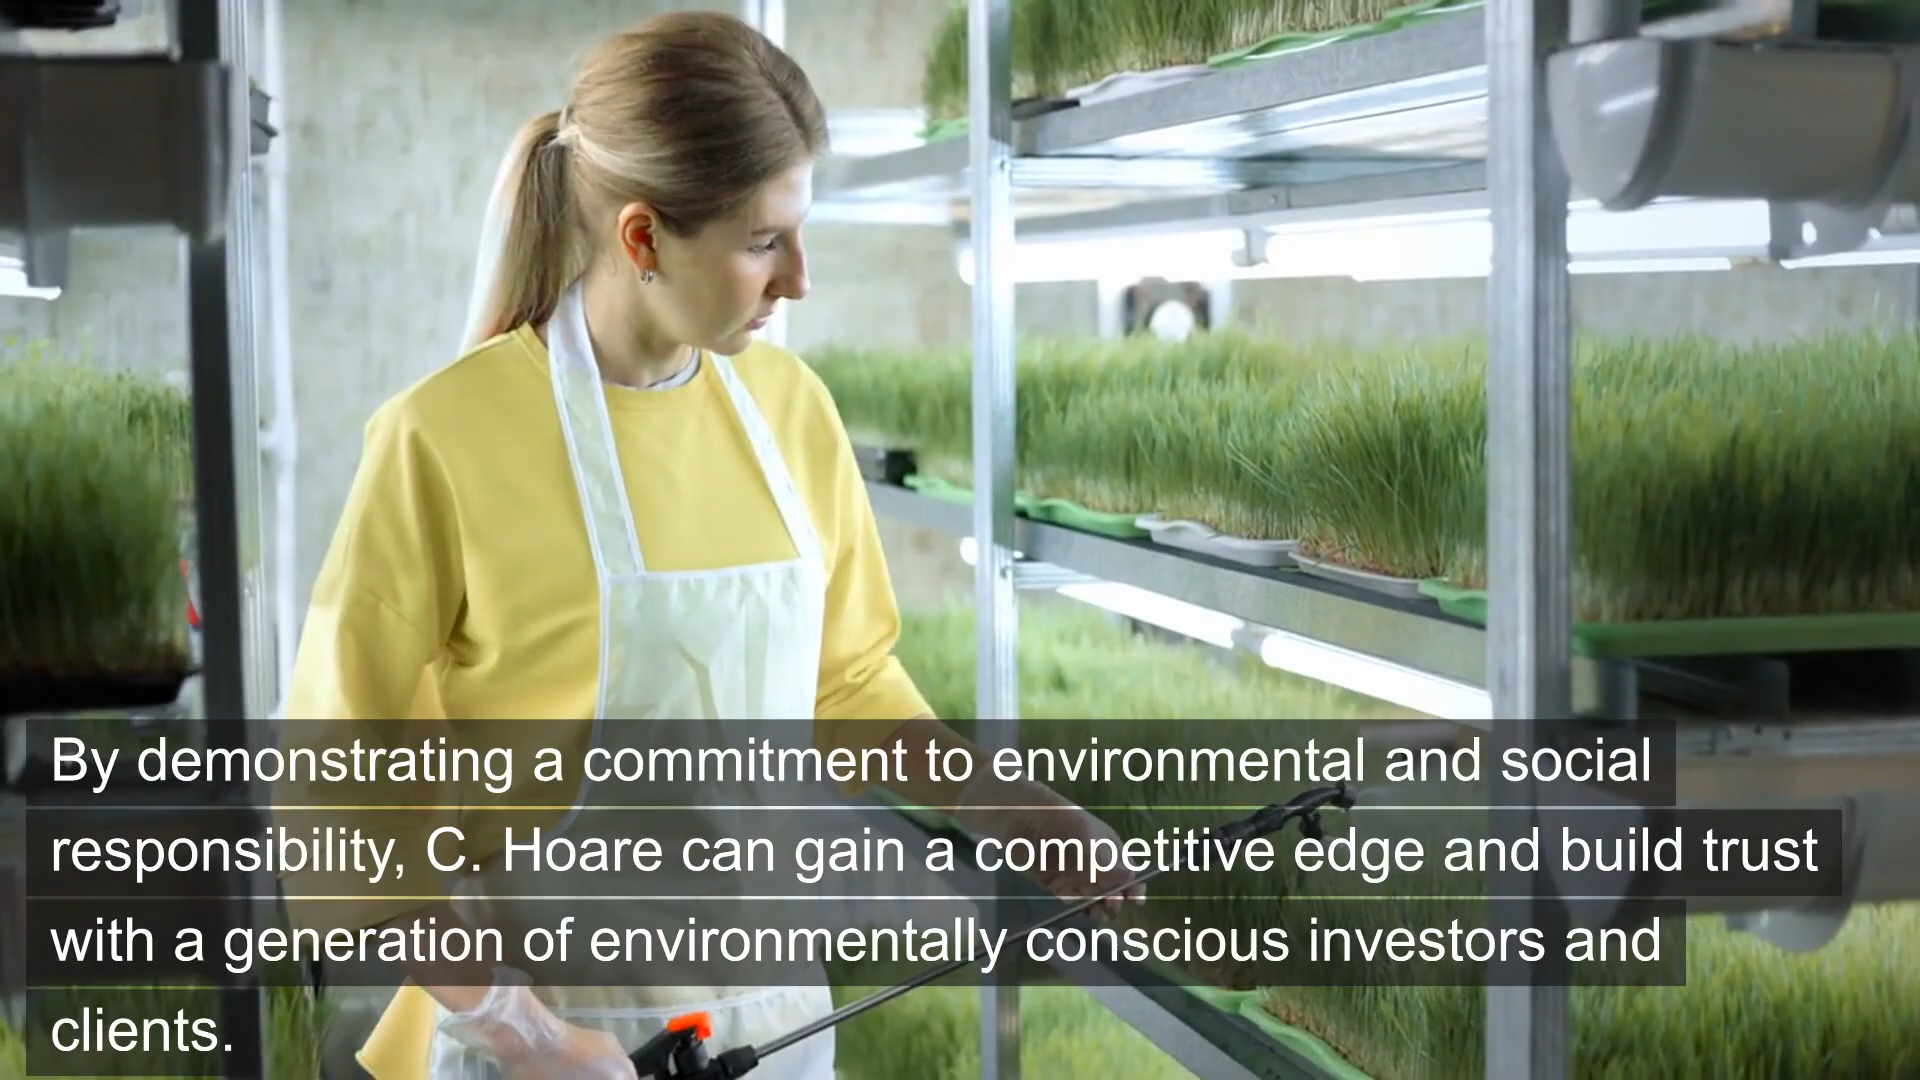 By demonstrating a commitment to environmental and social
responsibility, C. Hoare can gain a competitive edge and build trust
with a generation of environmentally conscious investors and
clients.